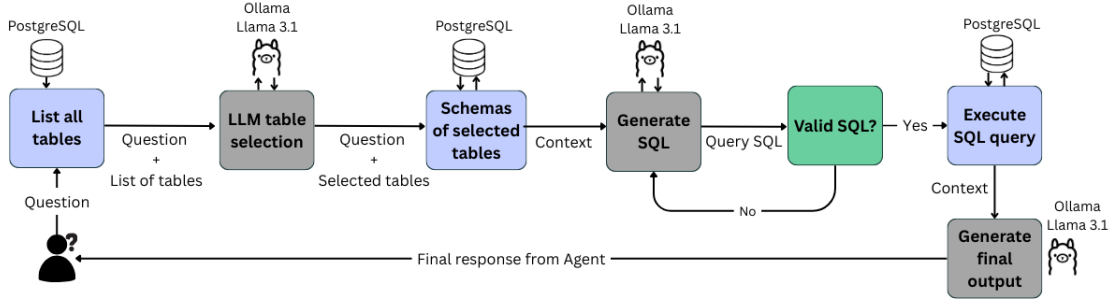 PostgreSQL
List all
tables
Question
+
List of tables
Question
Ollama
Llama 3.1
LLM table
selection
Question
+
Selected tables
PostgreSQL
Schemas
of selected
tables
Context
Ollama
Llama 3.1
Generate
SQL
Query SQL
Valid SQL?
No
Yes
PostgreSQL
Execute
SQL query
Context
Ollama
Llama 3.1
Generate
final
output
Final response from Agent
?